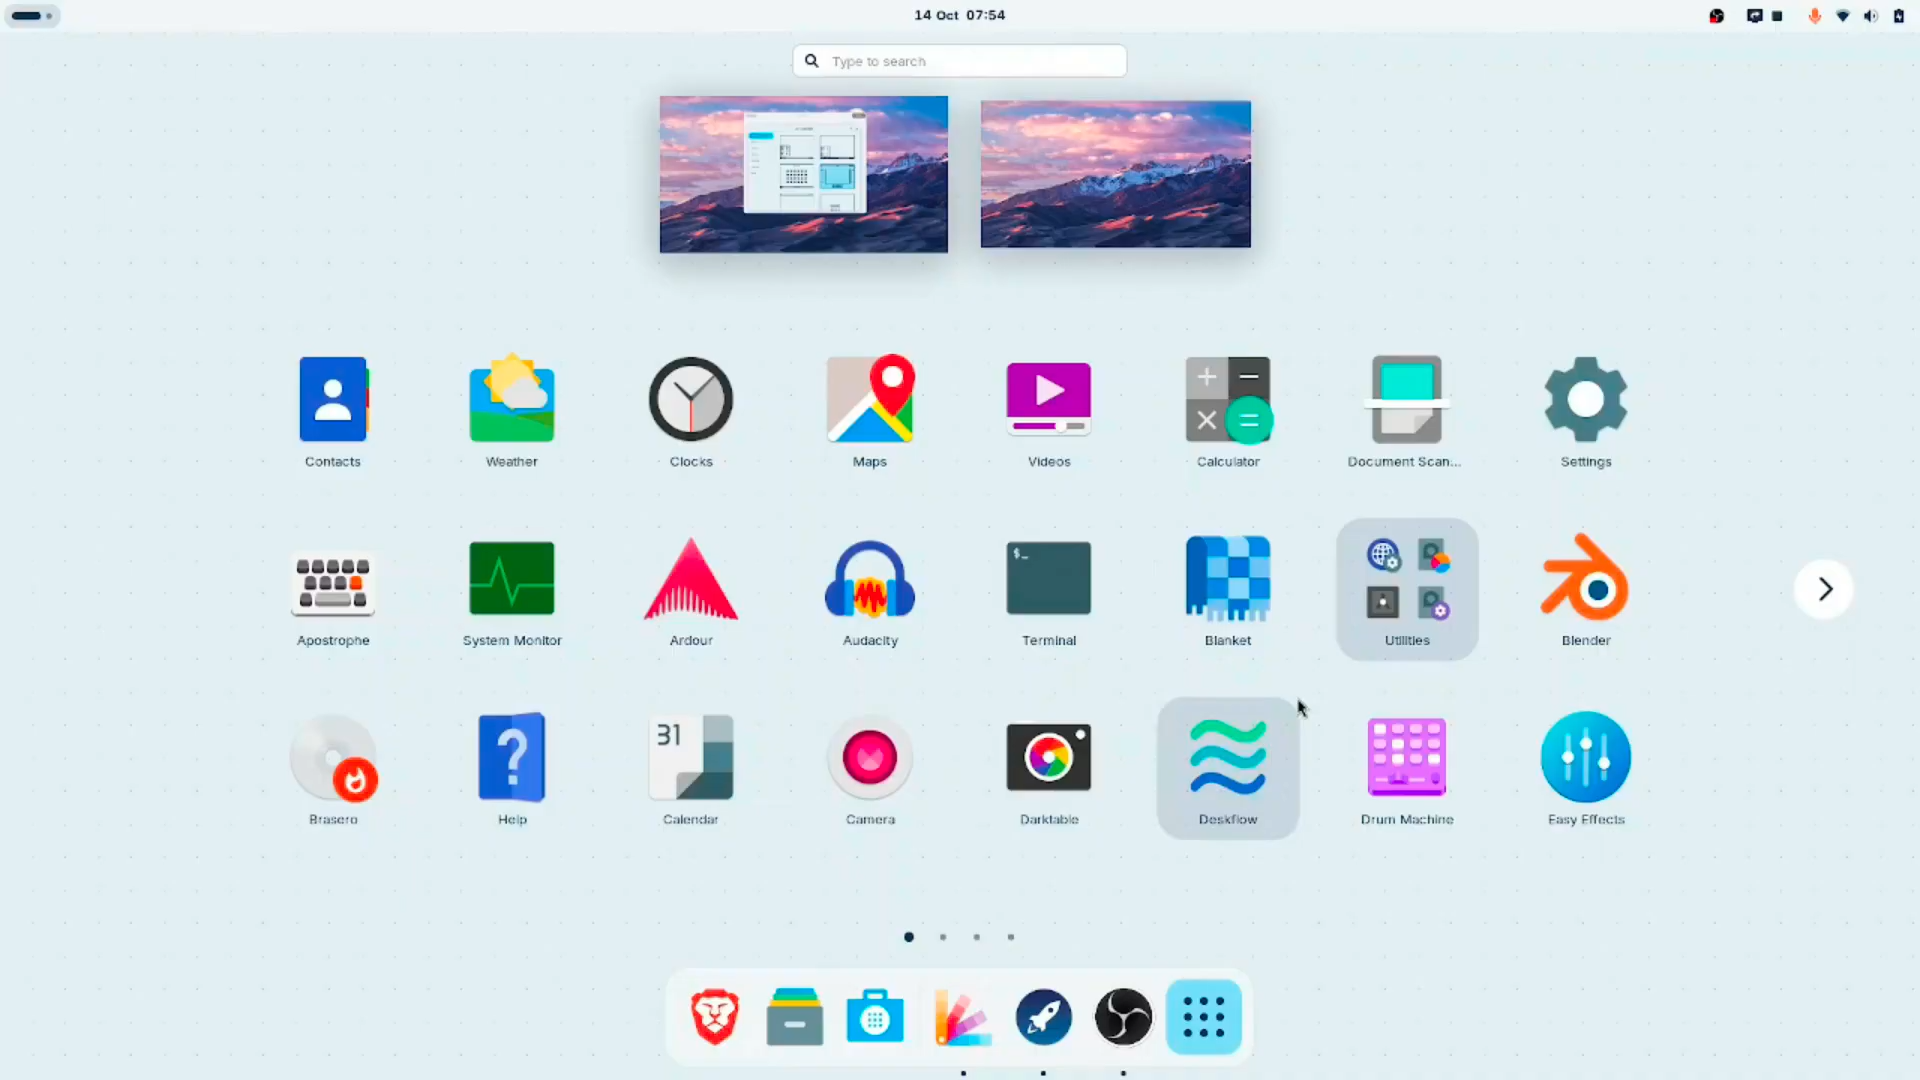 14 Oct 07:54
Type to search
Contacts
Weather
Clocks
Maps
Videos
Calculator
Document Scan...
Settings
$_
Apostrophe
System Monitor
Ardour
Audacity
Terminal
Blanket
Utilities
Blender
31
Brasero
Help
Calendar
Camera
Darktable
Deskflow
Drum Machine
Easy Effects